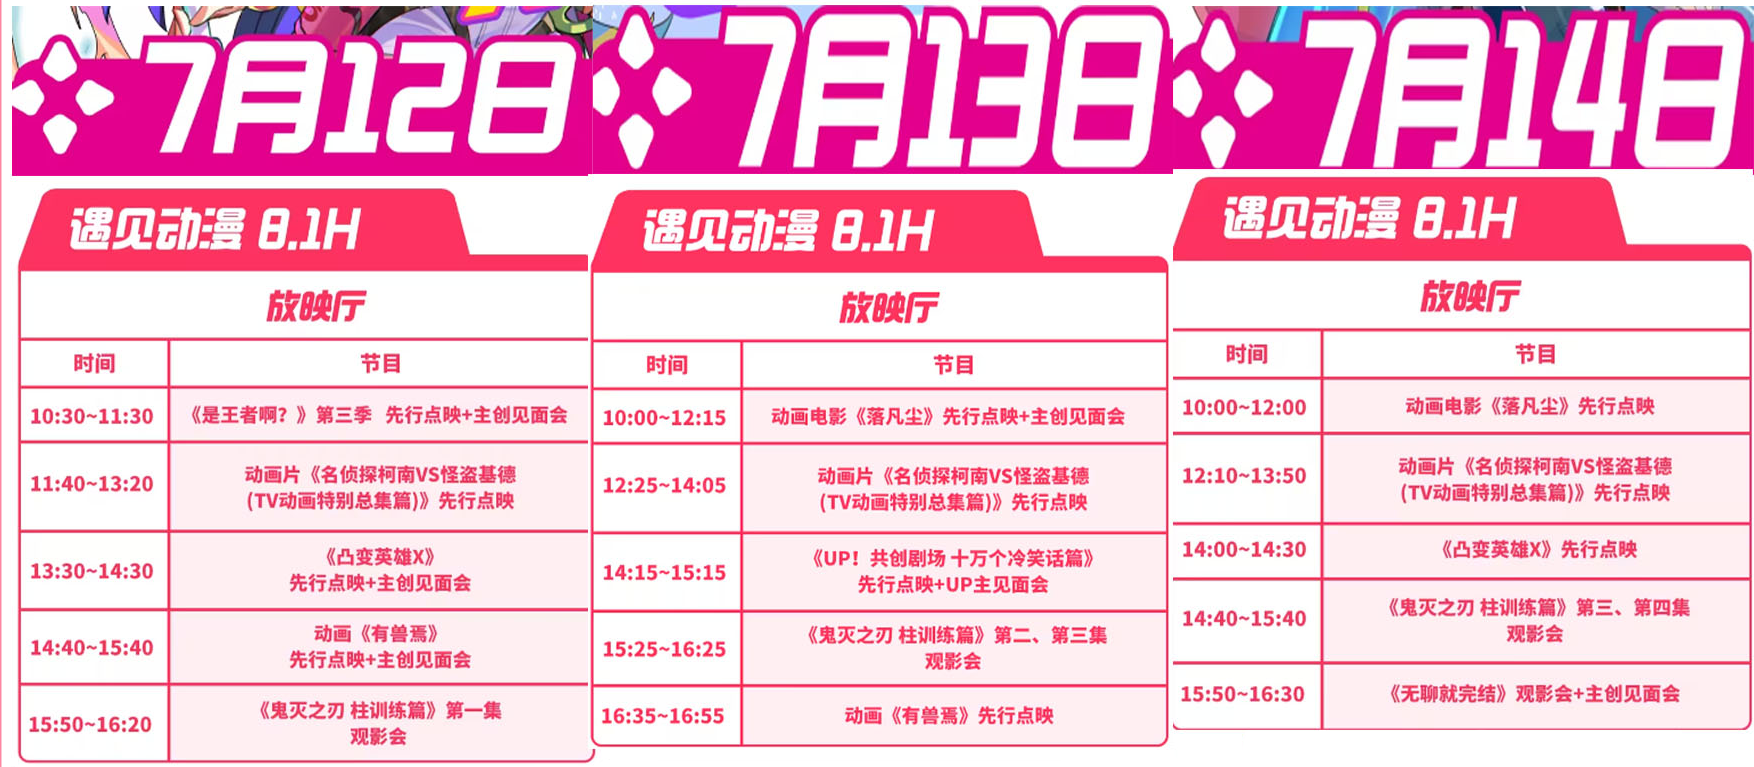 7月12日
遇见动漫 8.1H
放映厅
时间 节目
10:30~11:30 《是王者啊？》第三季 先行点映+主创见面会
11:40~13:20 动画片《名侦探柯南VS怪盗基德
(TV动画特别总集篇)》先行点映
13:30~14:30 《凸变英雄X》
先行点映+主创见面会
14:40~15:40 动画《有兽焉》
先行点映+主创见面会
15:50~16:20 《鬼灭之刃 柱训练篇》第一集
观影会
7月13日
遇见动漫 8.1H
放映厅
时间 节目
10:00~12:15 动画电影《落凡尘》先行点映+主创见面会
12:25~14:05 动画片《名侦探柯南VS怪盗基德
(TV动画特别总集篇)》先行点映
14:15~15:15 《UP！共创剧场 十万个冷笑话篇》
先行点映+UP主见面会
15:25~16:25 《鬼灭之刃 柱训练篇》第二、第三集
观影会
16:35~16:55 动画《有兽焉》先行点映
7月14日
遇见动漫 8.1H
放映厅
时间 节目
10:00~12:00 动画电影《落凡尘》先行点映
12:10~13:50 动画片《名侦探柯南VS怪盗基德
(TV动画特别总集篇)》先行点映
14:00~14:30 《凸变英雄X》先行点映
14:40~15:40 《鬼灭之刃 柱训练篇》第三、第四集
观影会
15:50~16:30 《无聊就完结》观影会+主创见面会